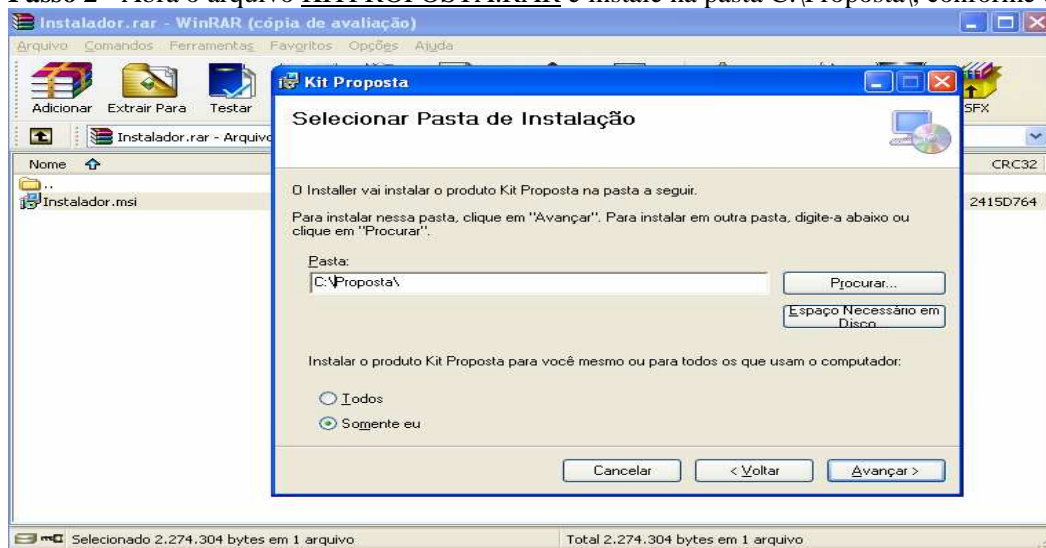 Passo 2 - Abra o arquivo KITPROPOSTA.RAR e instale na pasta C:\Proposta\, conforme
Instalador.rar - WinRAR (cópia de avaliação)
Arquivo Comandos Ferramentas Favoritos Opções Ajuda
Adicionar Extrair Para Testar SFX
Instalador.rar - Arquivo
Nome CRC32
..
Instalador.msi 2415D764
Kit Proposta
Selecionar Pasta de Instalação
O Installer vai instalar o produto Kit Proposta na pasta a seguir.
Para instalar nessa pasta, clique em "Avançar". Para instalar em outra pasta, digite-a abaixo ou
clique em "Procurar".
Pasta:
C:\Proposta\
Procurar...
Espaço Necessário em
Disco...
Instalar o produto Kit Proposta para você mesmo ou para todos os que usam o computador:
Todos
Somente eu
Cancelar < Voltar Avançar >
Selecionado 2.274.304 bytes em 1 arquivo Total 2.274.304 bytes em 1 arquivo